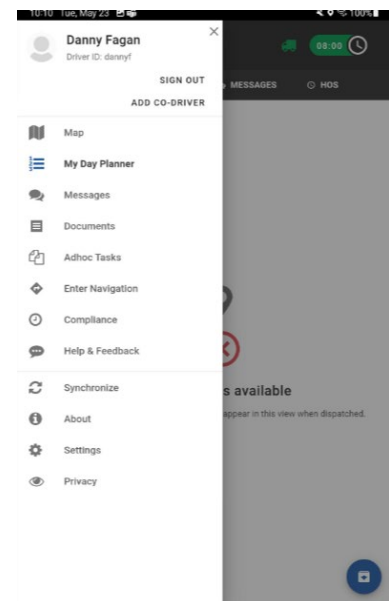 10:10 Tue, May 23
100%
Danny Fagan
Driver ID: dannyf
SIGN OUT
ADD CO-DRIVER
08:00
MESSAGES
HOS
Map
My Day Planner
Messages
Documents
Adhoc Tasks
Enter Navigation
Compliance
Help & Feedback
Synchronize
About
Settings
Privacy
available
appear in this view when dispatched.